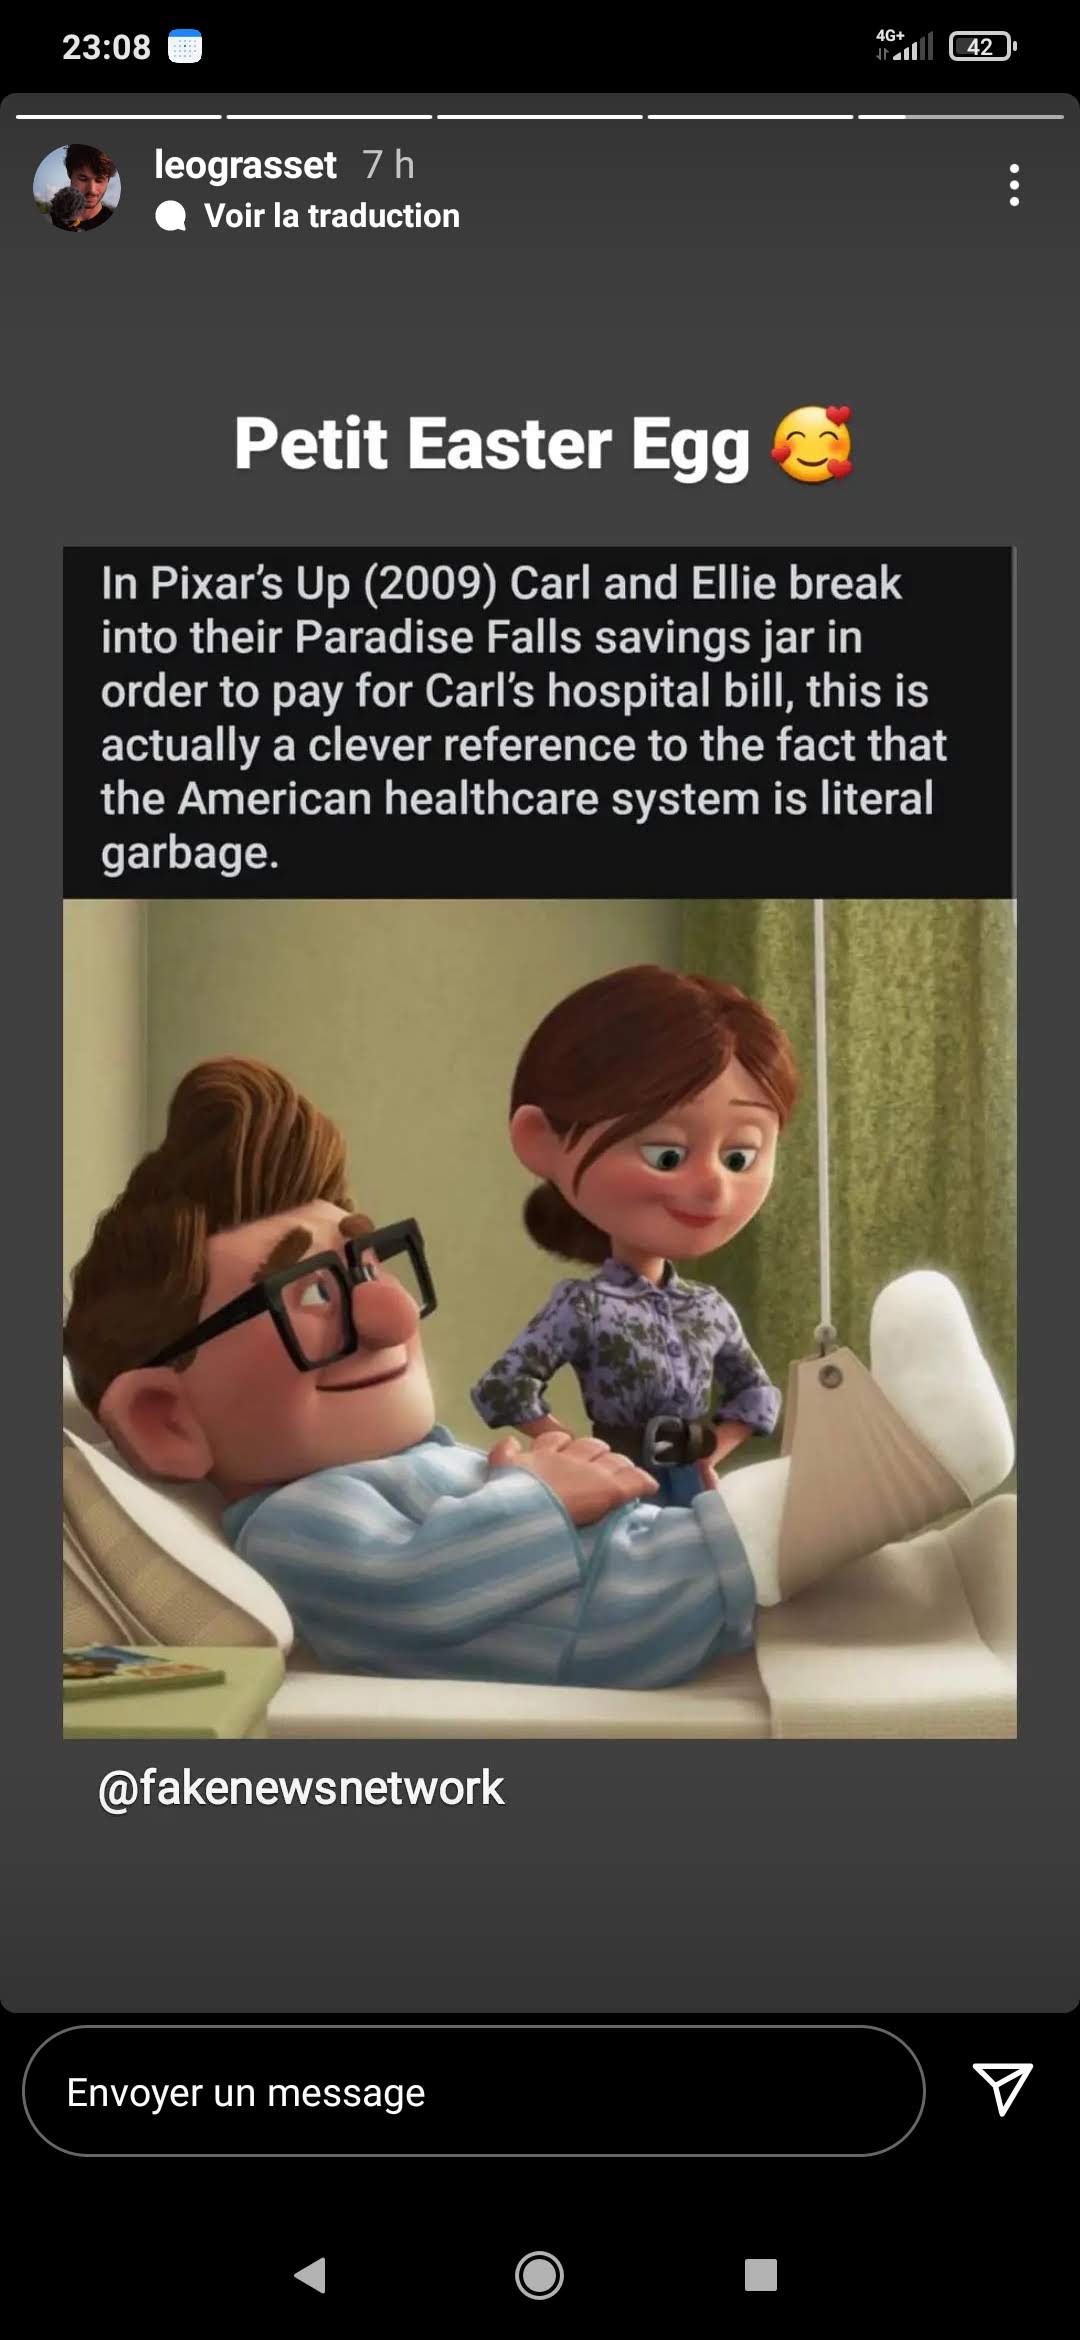 23:08
4G+
42
leograsset 7 h
Voir la traduction
Petit Easter Egg 🥰
In Pixar’s Up (2009) Carl and Ellie break
into their Paradise Falls savings jar in
order to pay for Carl’s hospital bill, this is
actually a clever reference to the fact that
the American healthcare system is literal
garbage.
@fakenewsnetwork
Envoyer un message